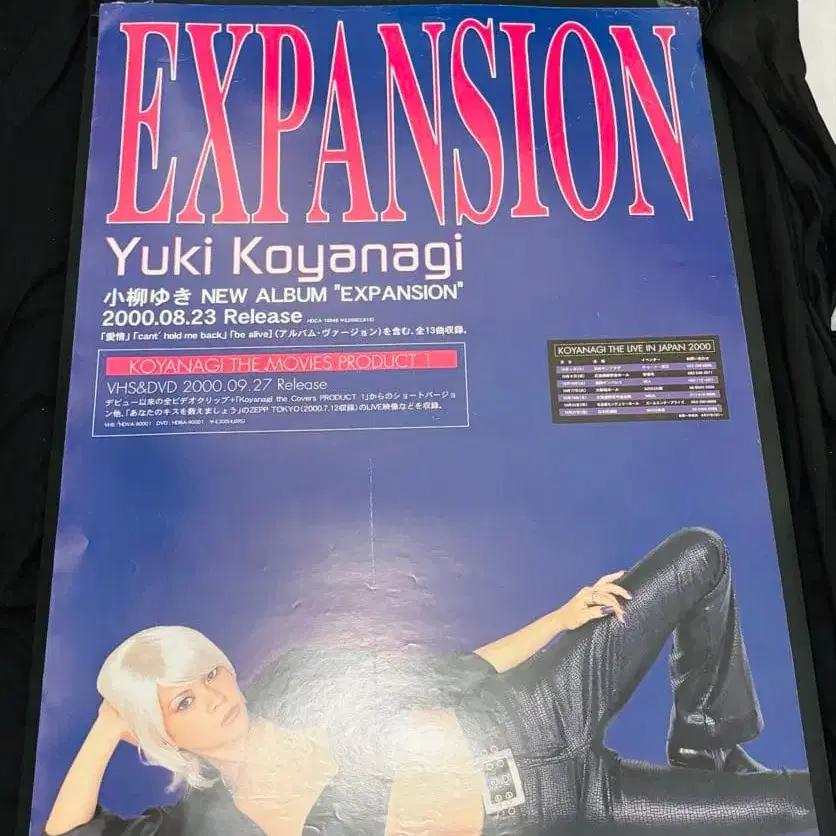 EXPANSION
Yuki Koyanagi
小柳ゆき NEW ALBUM "EXPANSION"
2000.08.23 Release
「愛情」「cant' hold me back」「be alive」(アルバム・ヴァージョン)を含む、全13曲収録。
KOYANAGI THE MOVIES PRODUCT 1
VHS&DVD 2000.09.27 Release
デビュー以来の全ビデオクリップ+「Koyanagi the Covers PRODUCT 1」からのショートバージョ
ン他、「あなたのキスを数えましょう」のZEPP TOKYO(2000.7.12収録)のLIVE映像などを収録。
KOYANAGI THE LIVE IN JAPAN 2000